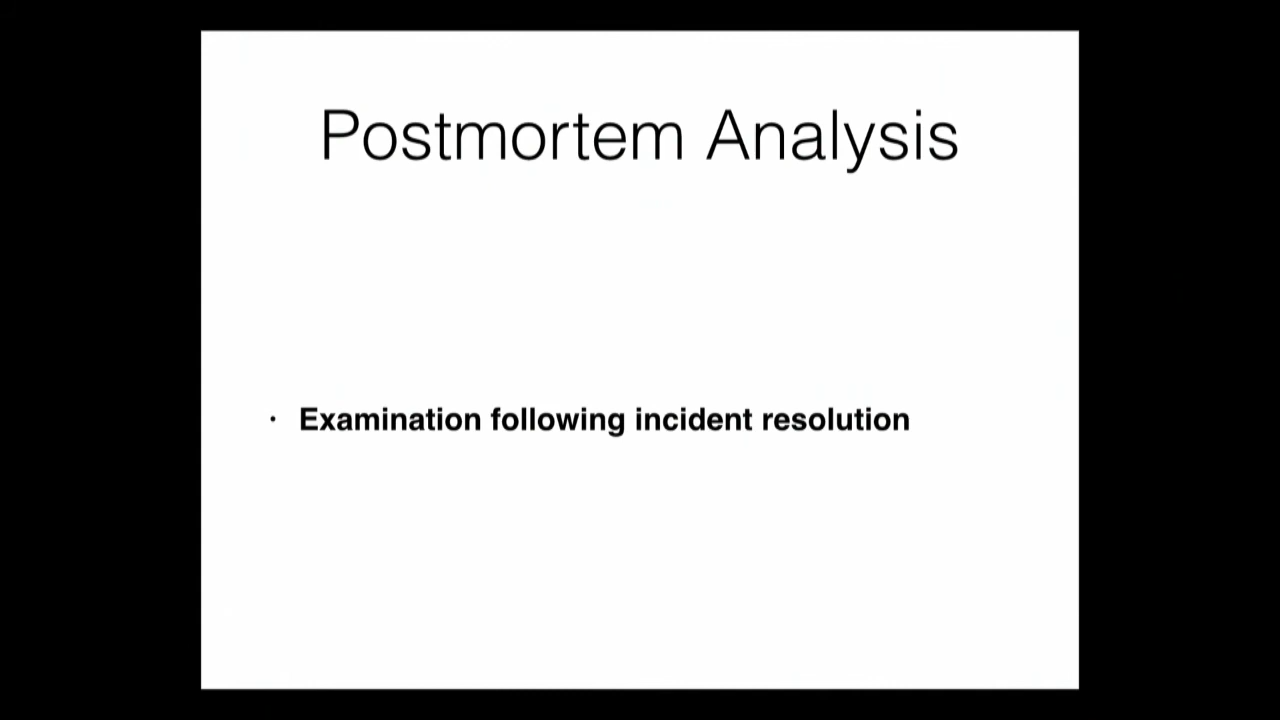 Postmortem Analysis
• Examination following incident resolution